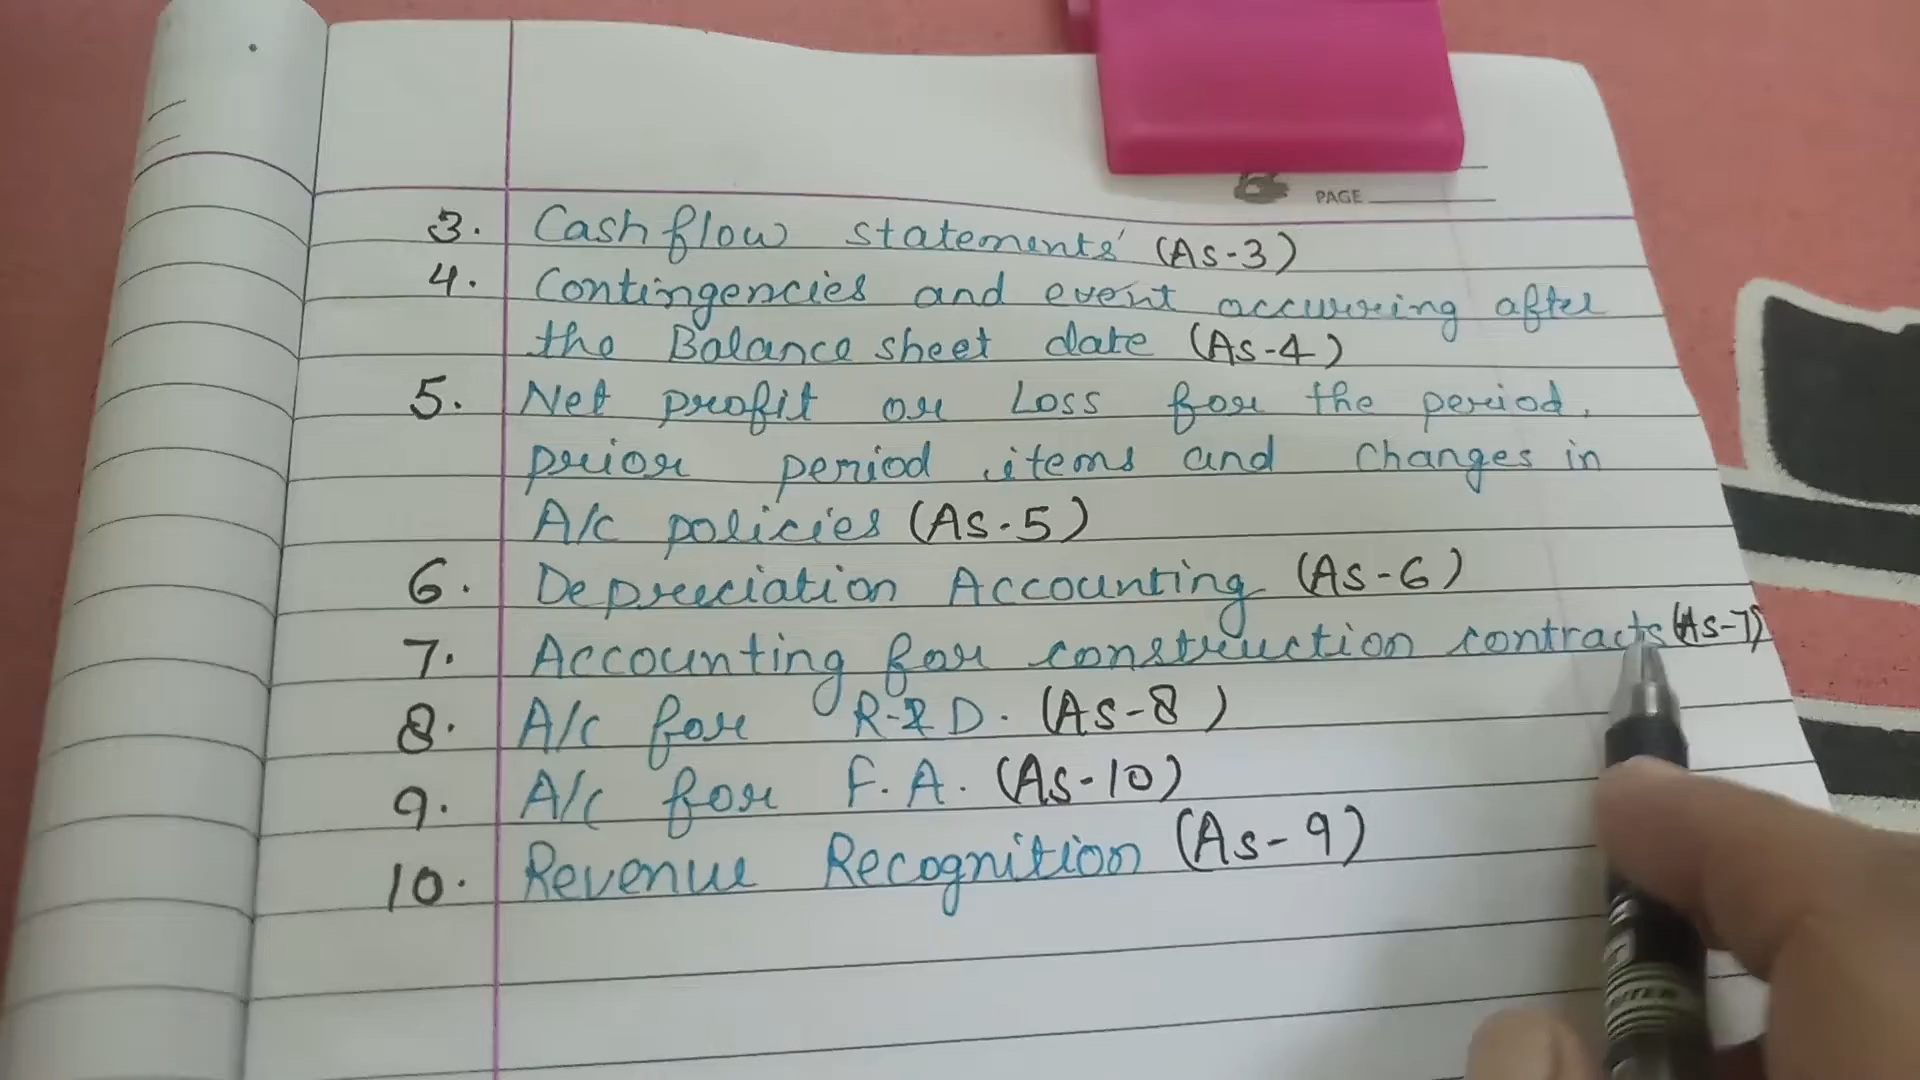 PAGE
3. Cashflow statements (As-3)
4. Contingencies and event occurring after
the Balance sheet date (As-4)
5. Net profit or Loss for the period,
prior period items and changes in
A/c policies (As-5)
6. Depreciation Accounting (As-6)
7. Accounting for construction contracts (As-7)
8. A/c for R&D. (As-8)
9. A/c for F.A. (As-10)
10. Revenue Recognition (As-9)